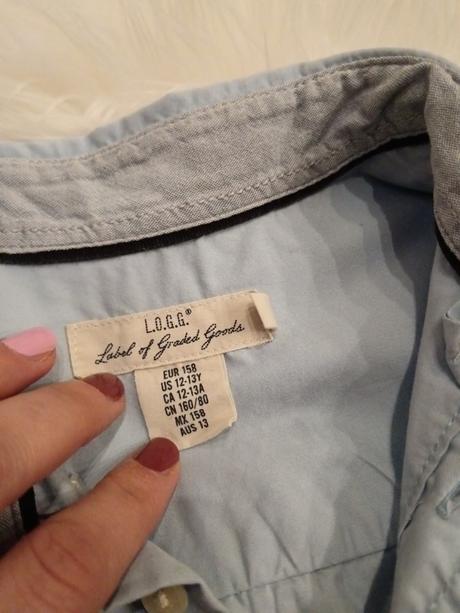 L.O.G.G.®
Label of Graded Goods
EUR 158
US 12-13Y
CA 12-13A
CN 160/80
MX 158
AUS 13